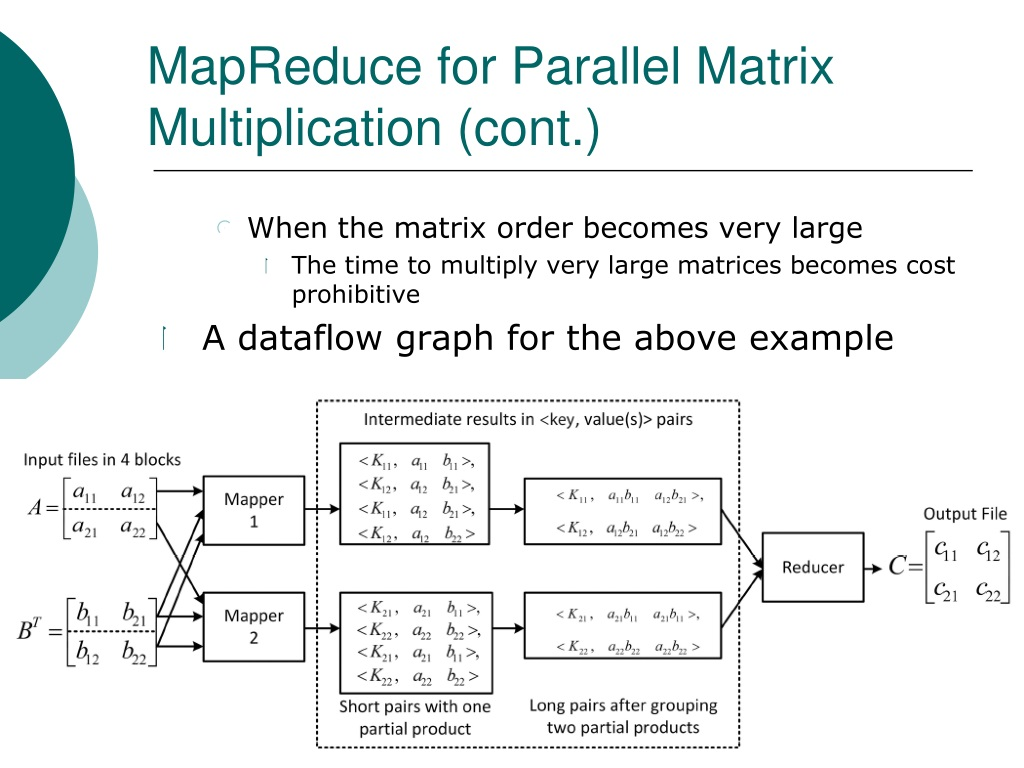 MapReduce for Parallel Matrix
Multiplication (cont.)
When the matrix order becomes very large
The time to multiply very large matrices becomes cost
prohibitive
A dataflow graph for the above example
Intermediate results in <key, value(s)> pairs
Input files in 4 blocks
A = [a₁₁ a₁₂
a₂₁ a₂₂]
Bᵀ = [b₁₁ b₂₁
b₁₂ b₂₂]
Mapper
1
Mapper
2
<K₁₁, a₁₁ b₁₁>,
<K₁₂, a₁₂ b₂₁>,
<K₁₁, a₁₂ b₂₁>,
<K₁₂, a₁₂ b₂₂>
<K₂₁, a₂₁ b₁₁>,
<K₂₂, a₂₂ b₂₂>,
<K₂₁, a₂₁ b₁₁>,
<K₂₂, a₂₂ b₂₂>
Short pairs with one
partial product
<K₁₁, a₁₁b₁₁ a₁₂b₂₁>,
<K₁₂, a₁₂b₂₁ a₁₂b₂₂>
<K₂₁, a₂₁b₁₁ a₂₁b₁₁>,
<K₂₂, a₂₂b₂₂ a₂₂b₂₂>
Long pairs after grouping
two partial products
Reducer
Output File
C = [c₁₁ c₁₂
c₂₁ c₂₂]